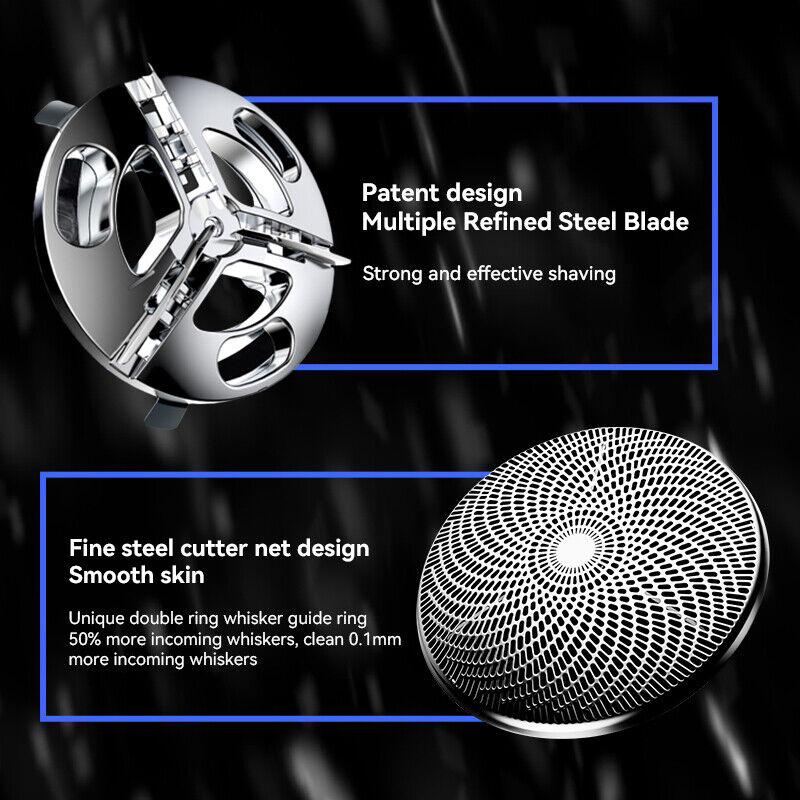 Patent design
Multiple Refined Steel Blade
Strong and effective shaving
Fine steel cutter net design
Smooth skin
Unique double ring whisker guide ring
50% more incoming whiskers, clean 0.1mm
more incoming whiskers